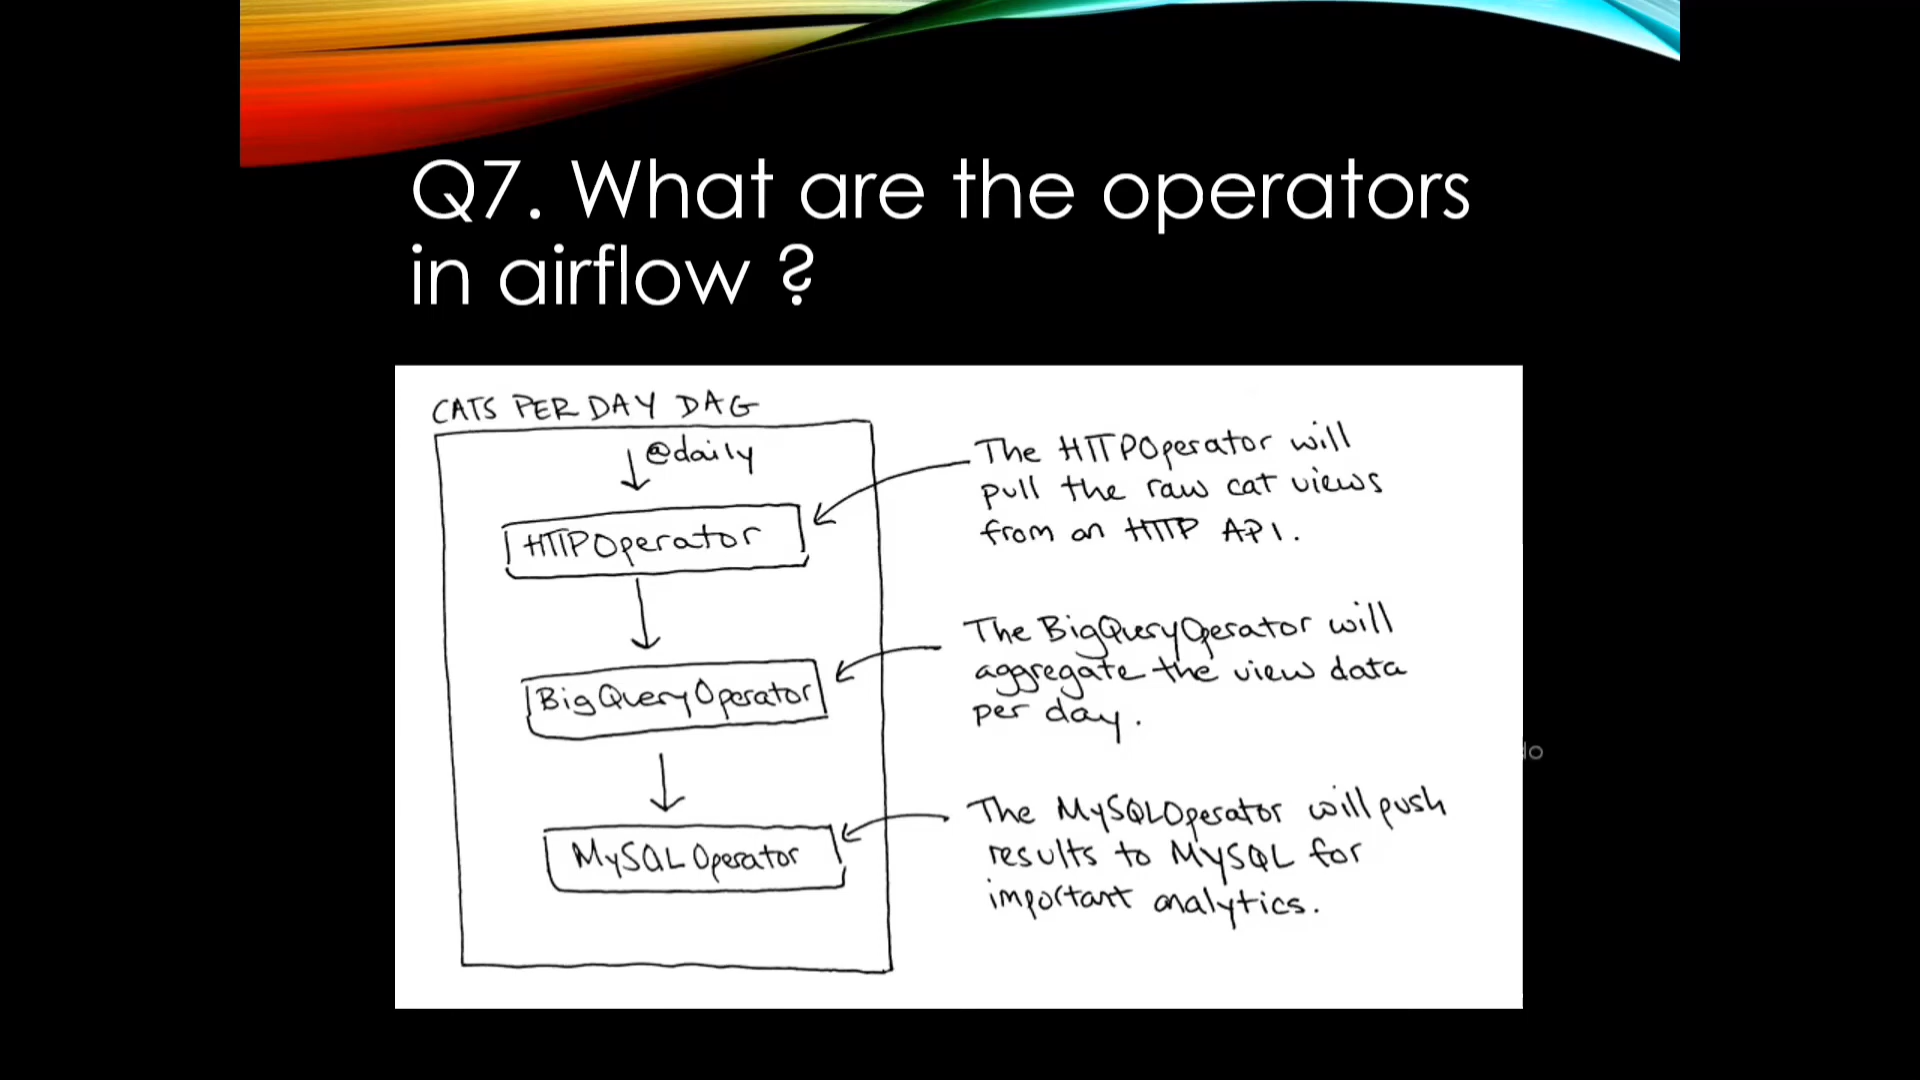 Q7. What are the operators
in airflow ?
CATS PER DAY DAG
@daily
HTTPOperator
The HTTPOperator will
pull the raw cat views
from an HTTP API.
BigQueryOperator
The BigQueryOperator will
aggregate the view data
per day.
MySQLOperator
The MySQLOperator will push
results to MySQL for
important analytics.